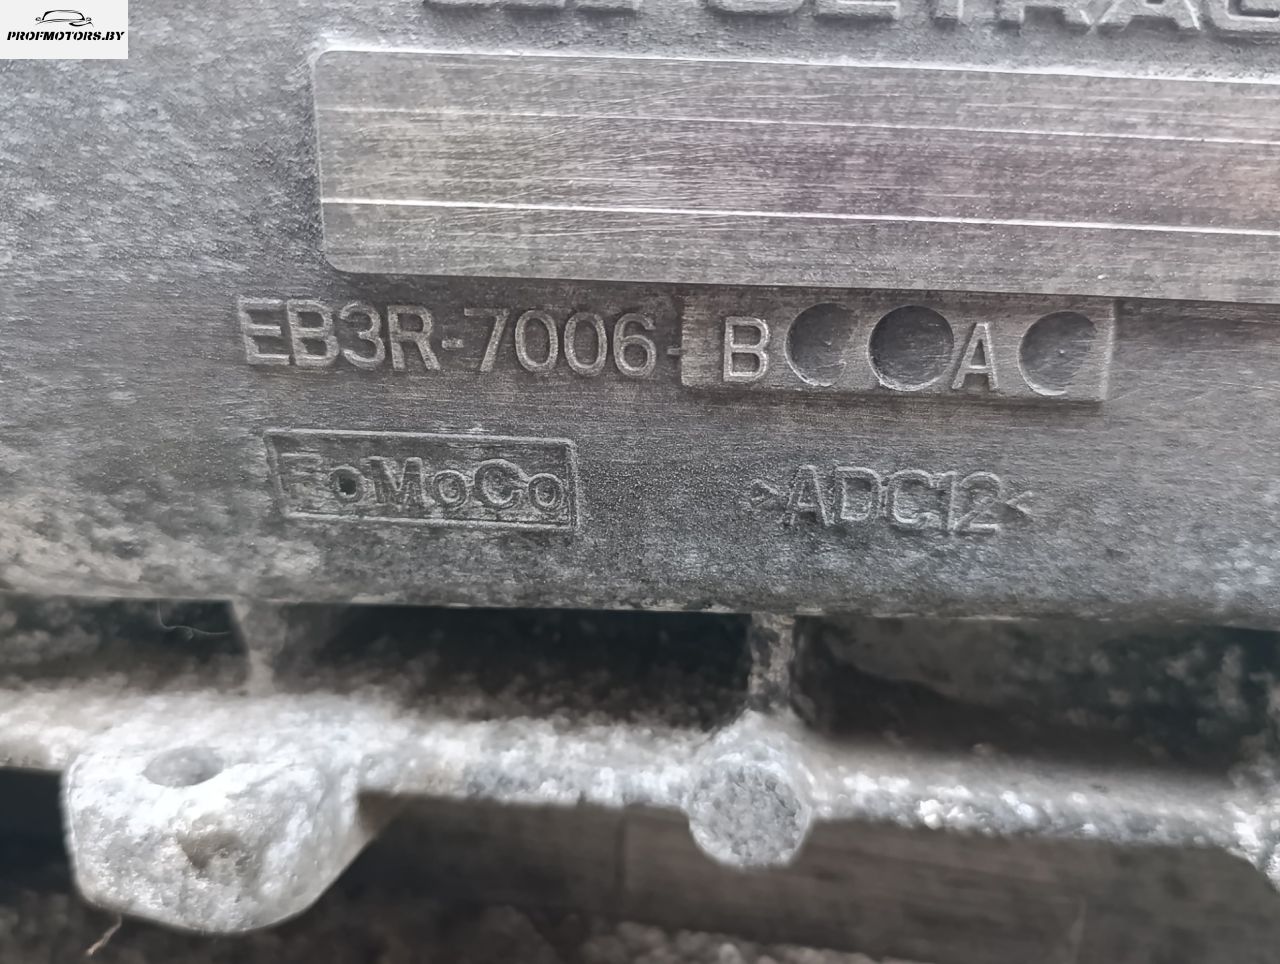 PROFMOTORS.BY
EB3R-7006- B A
FoMoCo
>ADC12<